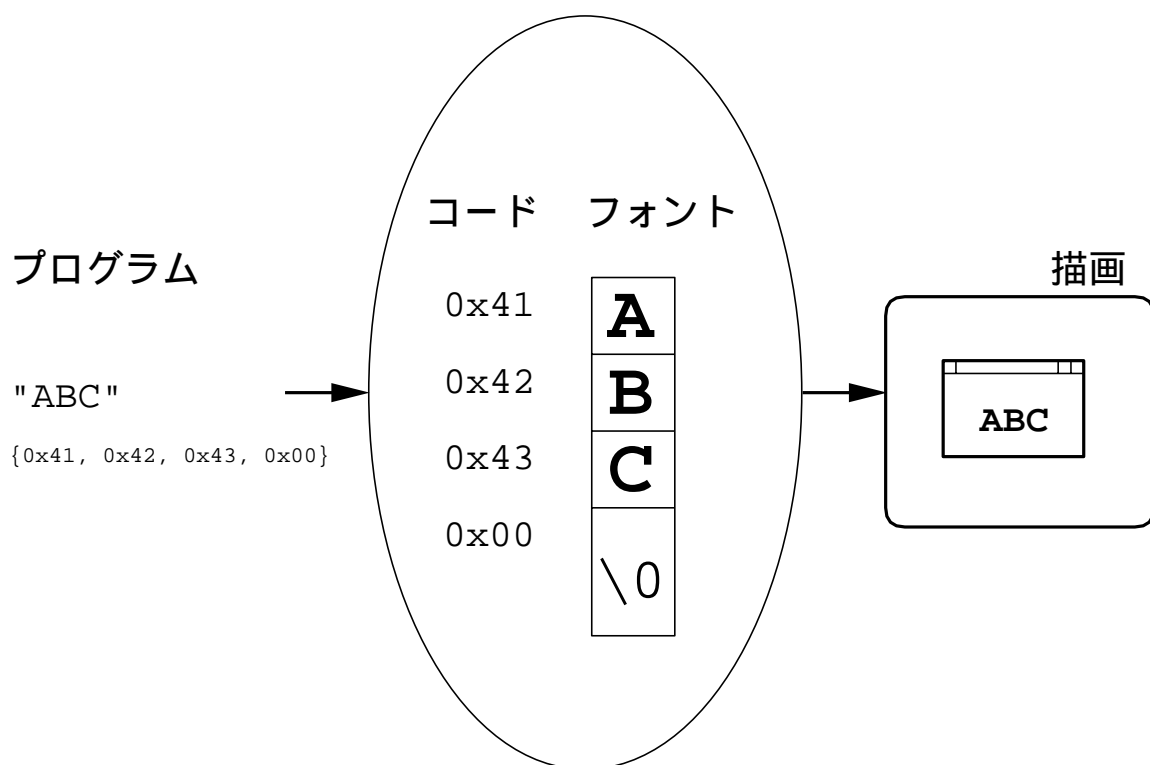 プログラム
"ABC"
{0x41, 0x42, 0x43, 0x00}
コード フォント
0x41 A
0x42 B
0x43 C
0x00 \0
描画
ABC